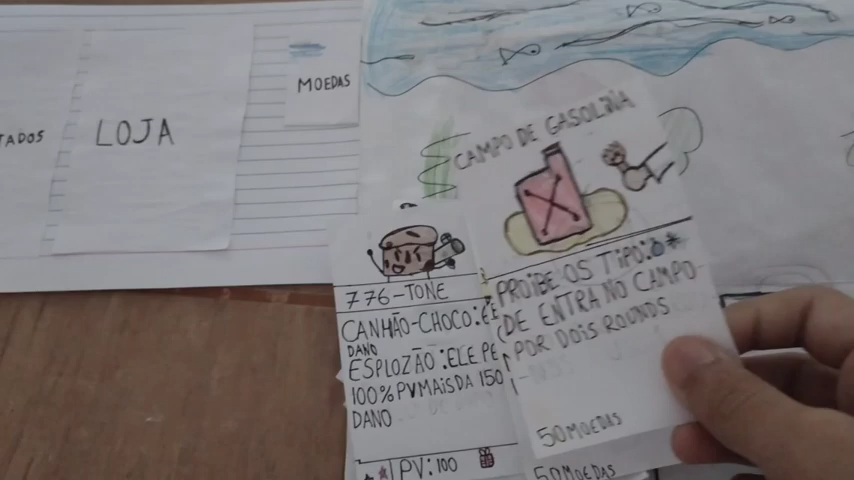 TADOS
LOJA
MOEDAS
CAMPO DE GASOLINA
PROIBE OS TIPO:
DE ENTRA NO CAMPO
POR DOIS ROUNDS
50 MOEDAS
50 MOEDAS
776-TONE
CANHÃO-CHOCO:
DANO
ESPLOZÃO:ELE PE
100% PV MAIS DA 150
DANO
PV:100